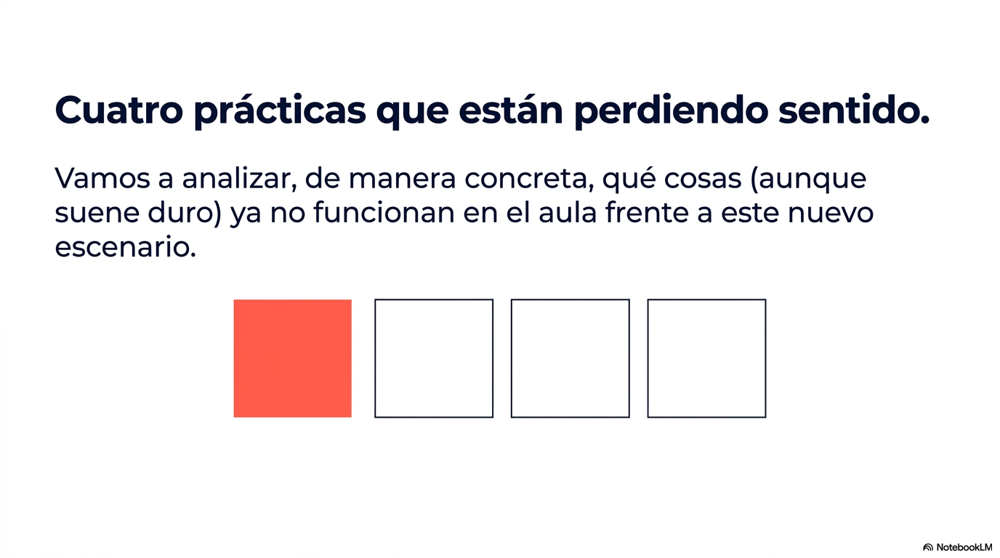 Cuatro prácticas que están perdiendo sentido.
Vamos a analizar, de manera concreta, qué cosas (aunque
suene duro) ya no funcionan en el aula frente a este nuevo
escenario.
NotebookLM